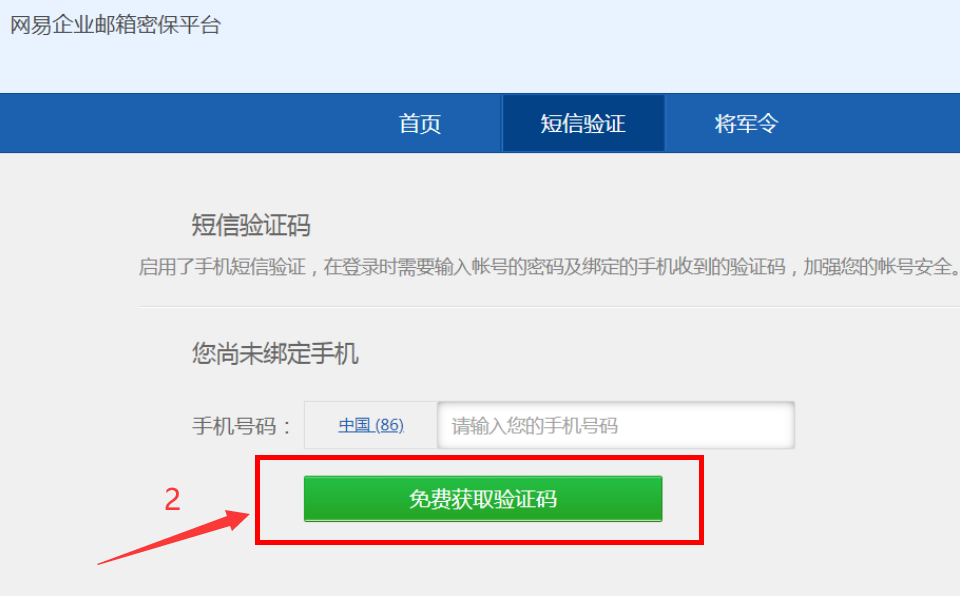 网易企业邮箱密保平台
首页 短信验证 将军令
短信验证码
启用了手机短信验证，在登录时需要输入帐号的密码及绑定的手机收到的验证码，加强您的帐号安全。
您尚未绑定手机
手机号码： 中国 (86) 请输入您的手机号码
免费获取验证码
2